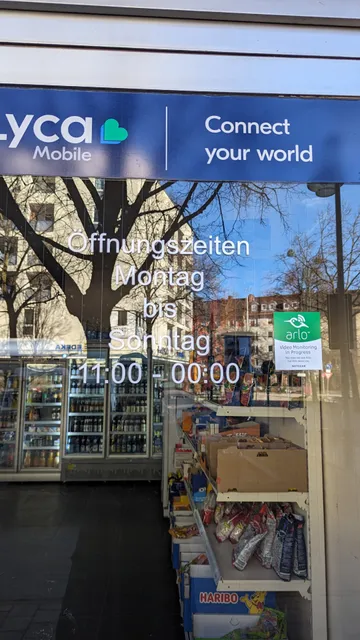 Lyca
Mobile
Connect
your world
Öffnungszeiten
Montag
bis
Sonntag
11:00 - 00:00
arlo
Video Monitoring
In Progress
HARIBO